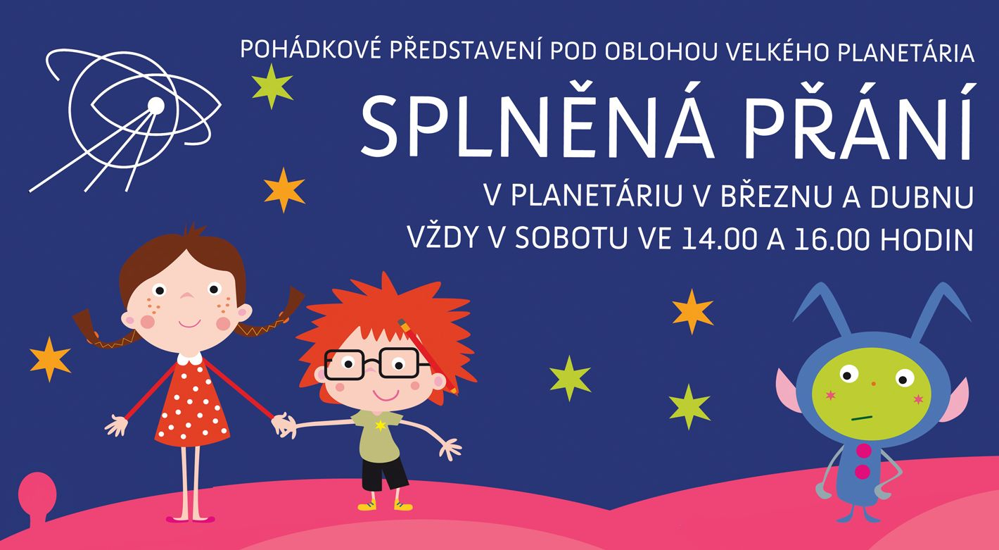 POHÁDKOVÉ PŘEDSTAVENÍ POD OBLOHOU VELKÉHO PLANETÁRIA
SPLNĚNÁ PŘÁNÍ
V PLANETÁRIU V BŘEZNU A DUBNU
VŽDY V SOBOTU VE 14.00 A 16.00 HODIN